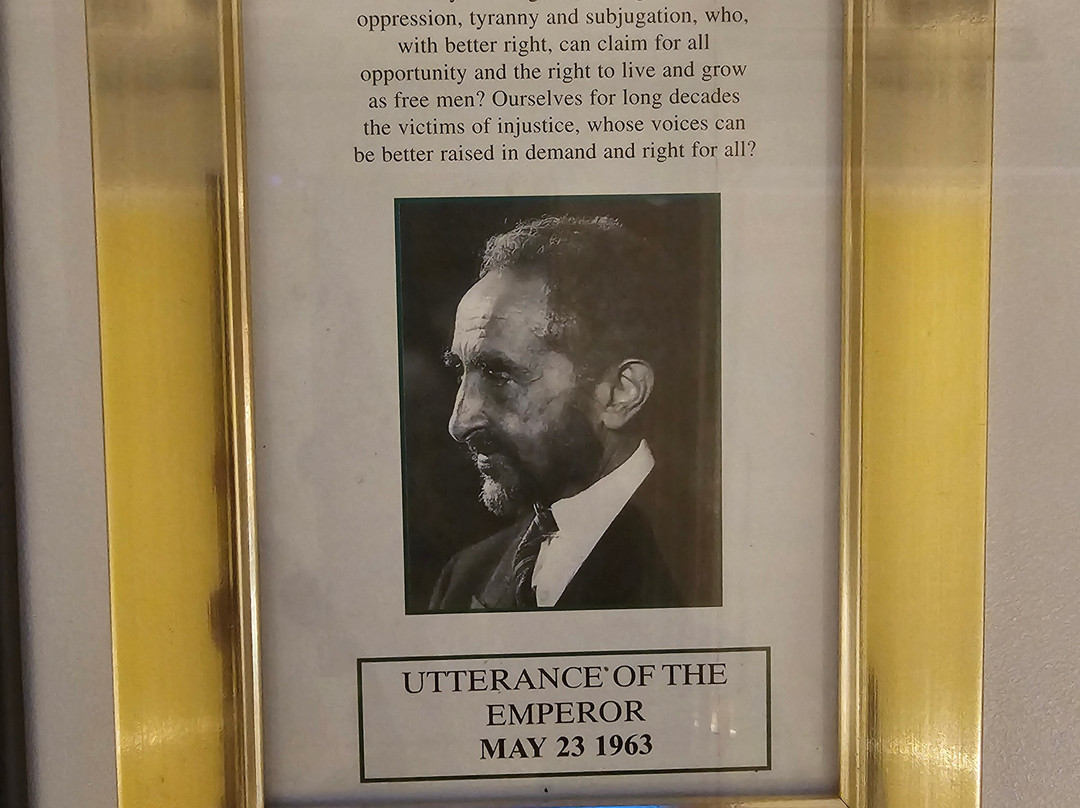 oppression, tyranny and subjugation, who,
with better right, can claim for all
opportunity and the right to live and grow
as free men? Ourselves for long decades
the victims of injustice, whose voices can
be better raised in demand and right for all?
UTTERANCE OF THE
EMPEROR
MAY 23 1963